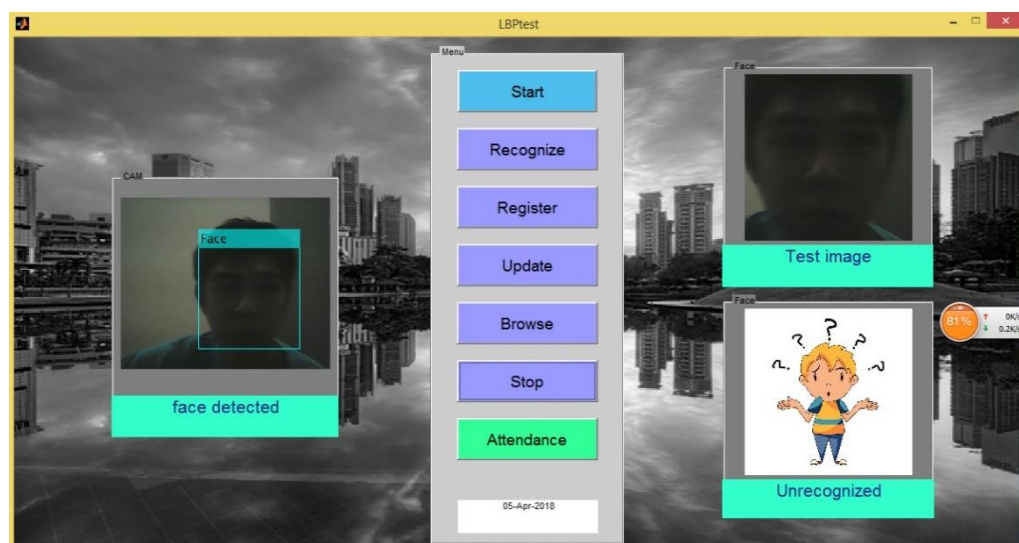 LBPtest
Menu
Start
Recognize
Register
Update
Browse
Stop
Attendance
05-Apr-2018
CAM
Face
face detected
Face
Test image
Face
? ? ? ? ?
Unrecognized
81%
0K/s
0.2K/s